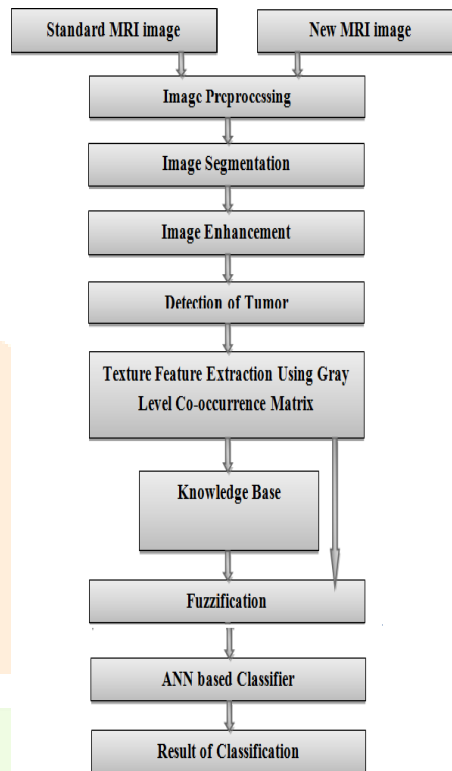 Standard MRI image
New MRI image
Image Preprocessing
Image Segmentation
Image Enhancement
Detection of Tumor
Texture Feature Extraction Using Gray
Level Co-occurrence Matrix
Knowledge Base
Fuzzification
ANN based Classifier
Result of Classification